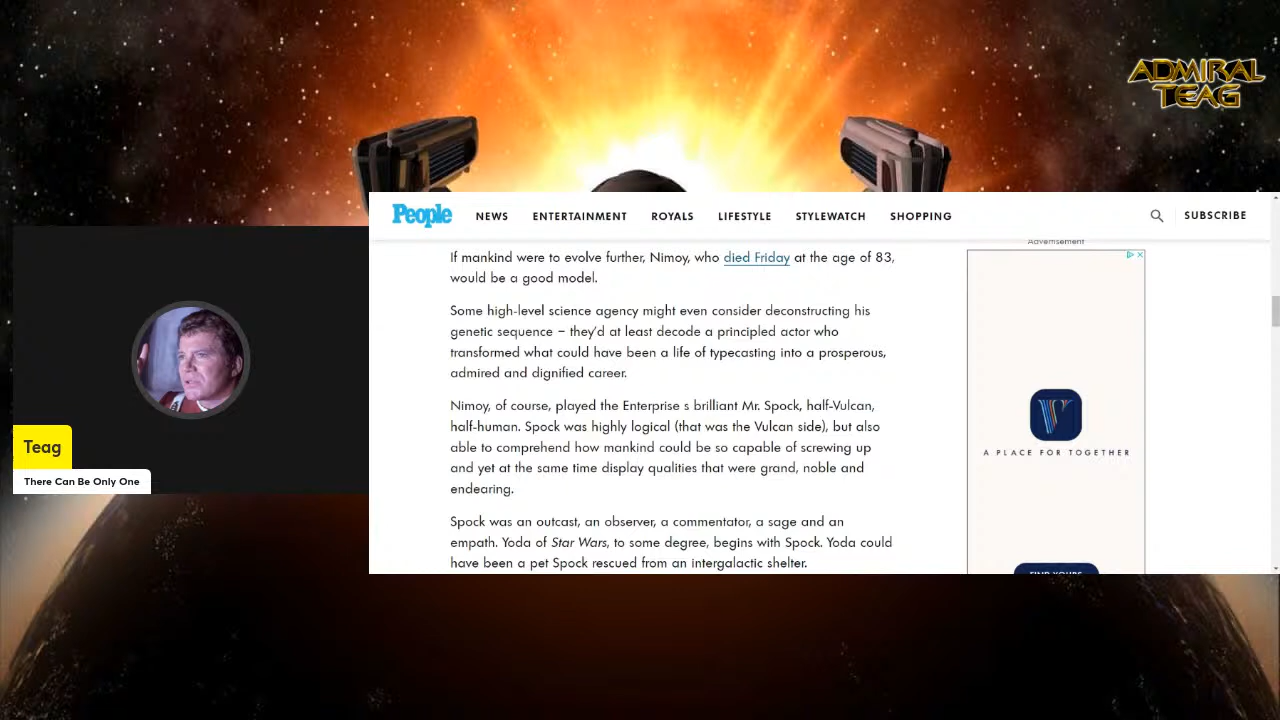 ADMIRAL
TEAG
People
NEWS
ENTERTAINMENT
ROYALS
LIFESTYLE
STYLEWATCH
SHOPPING
SUBSCRIBE
Advertisement
If mankind were to evolve further, Nimoy, who died Friday at the age of 83,
would be a good model.
Some high-level science agency might even consider deconstructing his
genetic sequence – they'd at least decode a principled actor who
transformed what could have been a life of typecasting into a prosperous,
admired and dignified career.
Nimoy, of course, played the Enterprise s brilliant Mr. Spock, half-Vulcan,
half-human. Spock was highly logical (that was the Vulcan side), but also
able to comprehend how mankind could be so capable of screwing up
and yet at the same time display qualities that were grand, noble and
endearing.
Spock was an outcast, an observer, a commentator, a sage and an
empath. Yoda of Star Wars, to some degree, begins with Spock. Yoda could
have been a pet Spock rescued from an intergalactic shelter.
V
A PLACE FOR TOGETHER
FIND YOURS
Teag
There Can Be Only One